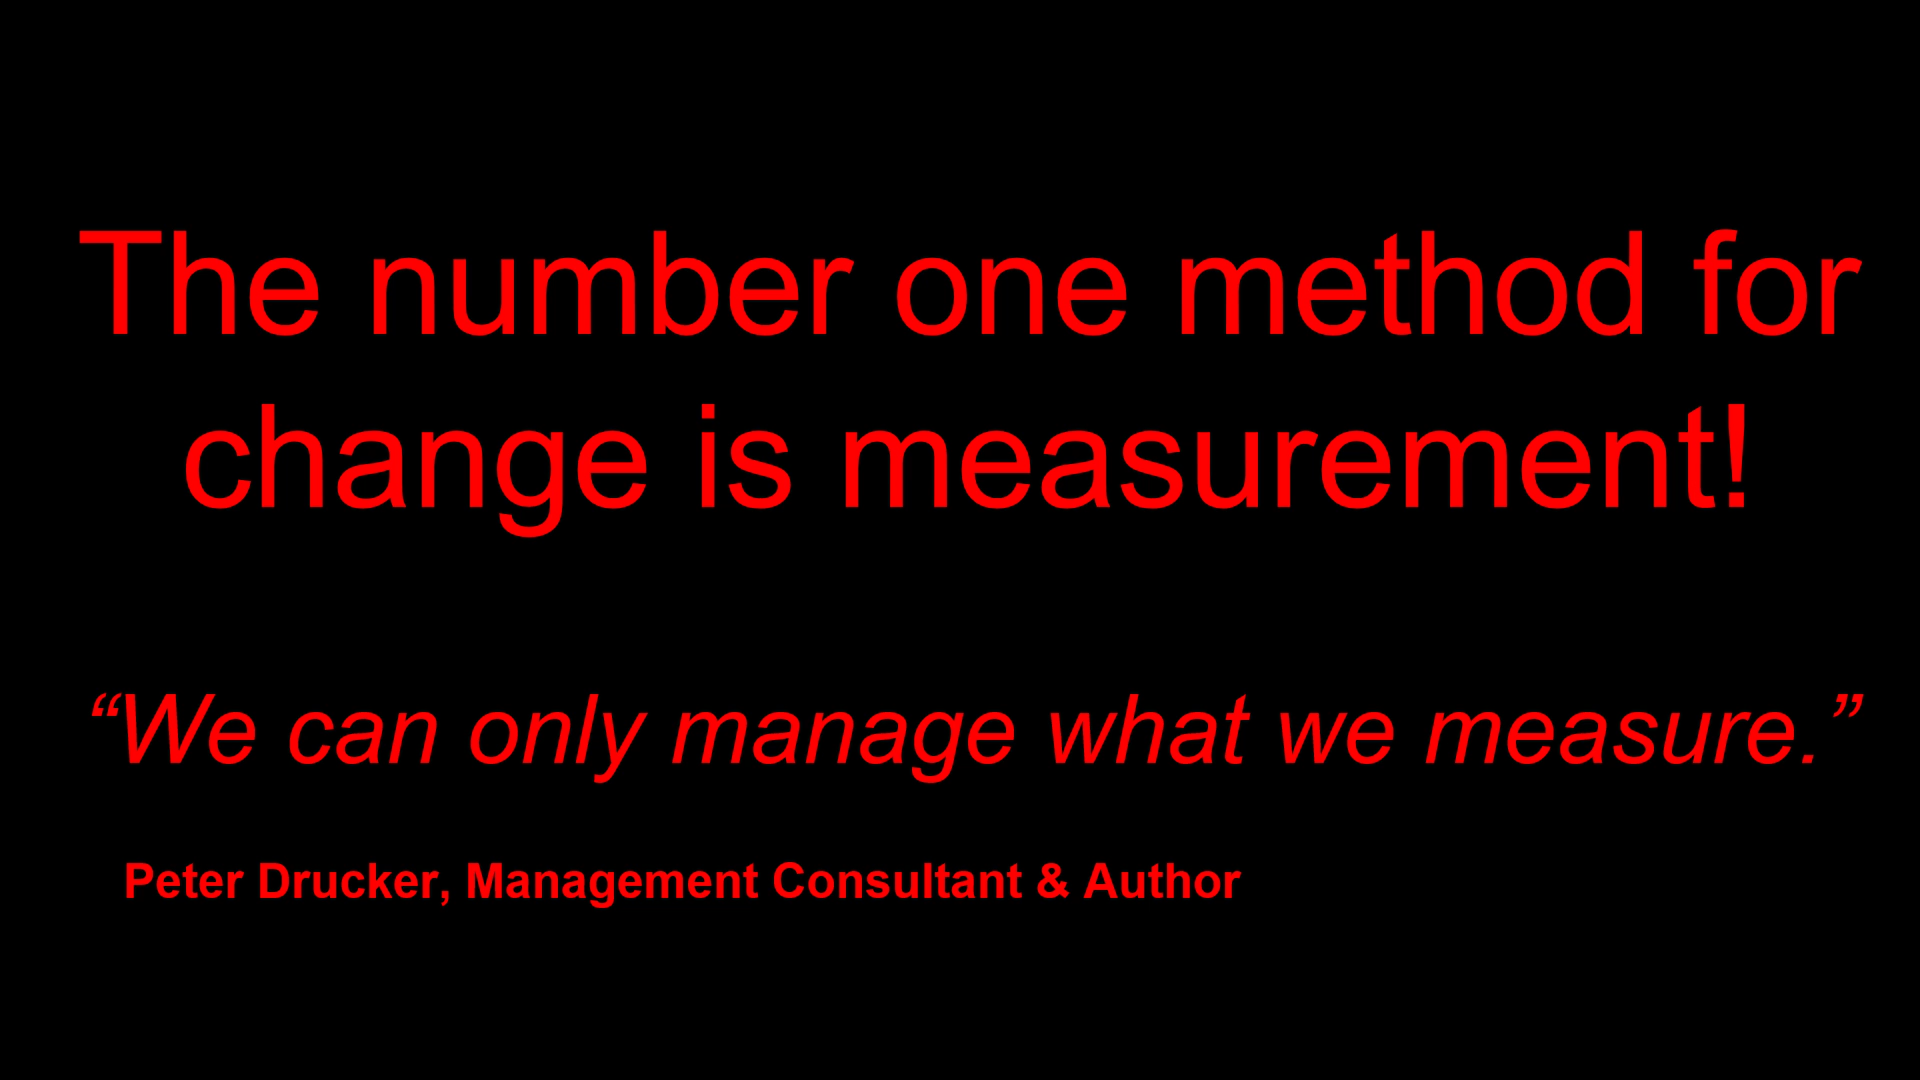 The number one method for
change is measurement!
“We can only manage what we measure.”
Peter Drucker, Management Consultant & Author